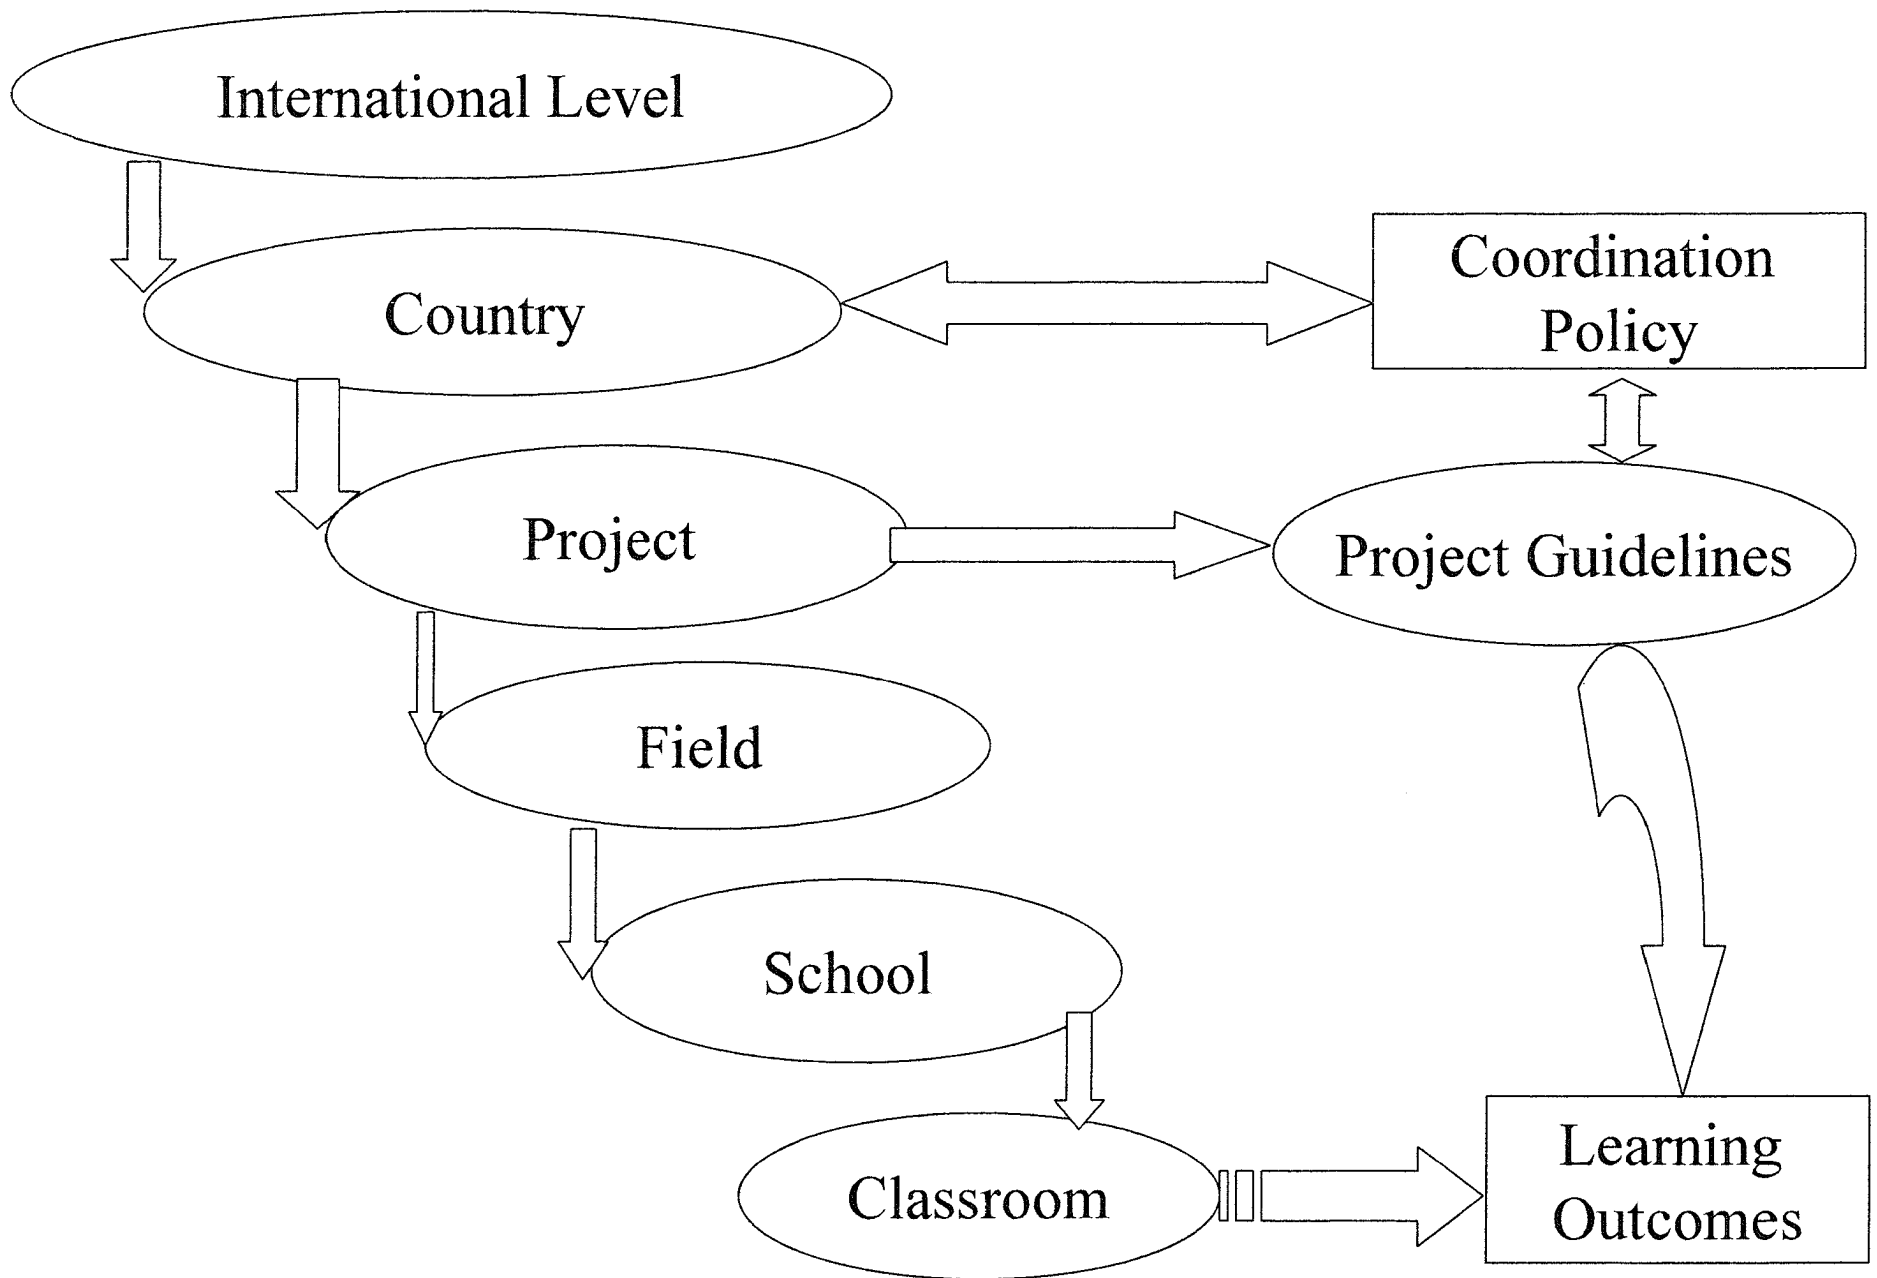 International Level
Country
Coordination
Policy
Project
Project Guidelines
Field
School
Classroom
Learning
Outcomes